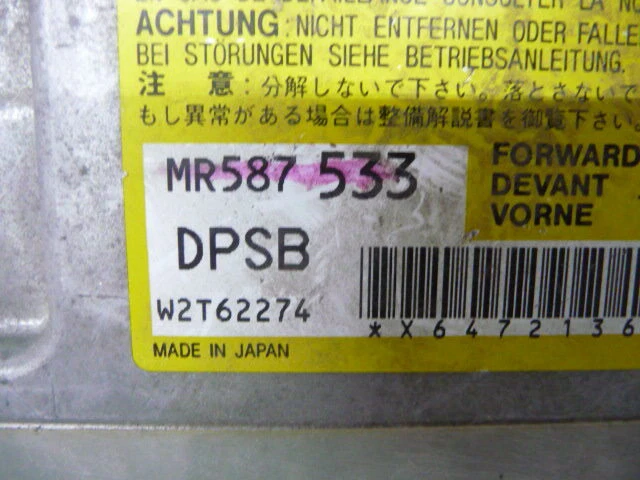 ACHTUNG: NICHT ENTFERNEN ODER FALLE
BEI STÖRUNGEN SIEHE BETRIEBSANLEITUNG.
注 意:分解しないで下さい。落とさないで
もし異常がある場合は整備解説書を御覧下さい。
MR587 533
DPSB
W2T62274
FORWARD
DEVANT
VORNE
*X6472136
MADE IN JAPAN